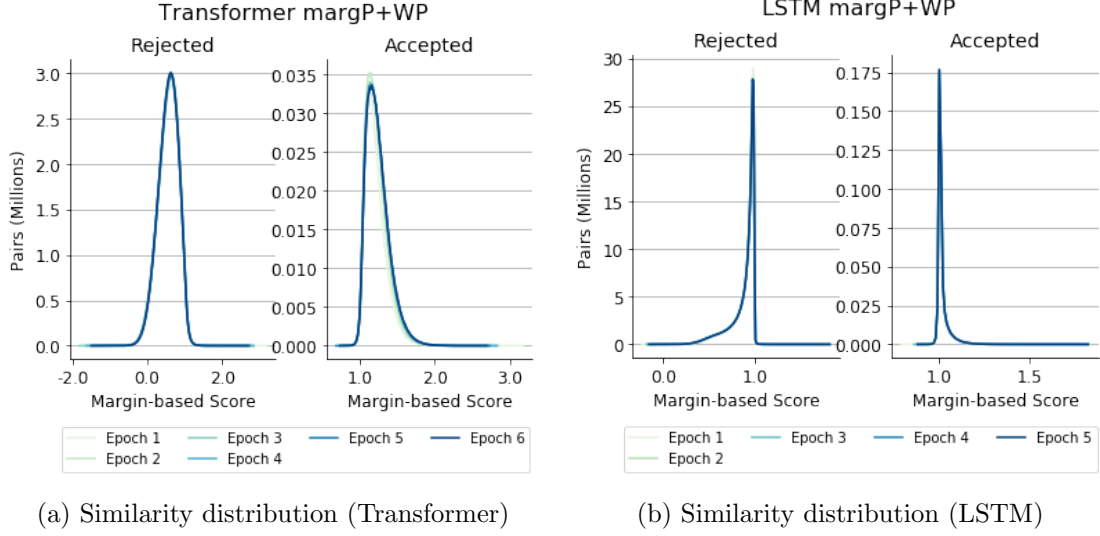 Transformer margP+WP
Rejected
Accepted
3.0
2.5
2.0
1.5
1.0
0.5
0.0
Pairs (Millions)
-2.0 0.0 2.0
Margin-based Score
0.035
0.030
0.025
0.020
0.015
0.010
0.005
0.000
1.0 2.0 3.0
Margin-based Score
Epoch 1 Epoch 3 Epoch 5 Epoch 6
Epoch 2 Epoch 4
(a) Similarity distribution (Transformer)
LSTM margP+WP
Rejected
Accepted
30
25
20
15
10
5
0
Pairs (Millions)
0.0 1.0
Margin-based Score
0.175
0.150
0.125
0.100
0.075
0.050
0.025
0.000
1.0 1.5
Margin-based Score
Epoch 1 Epoch 3 Epoch 4 Epoch 5
Epoch 2
(b) Similarity distribution (LSTM)